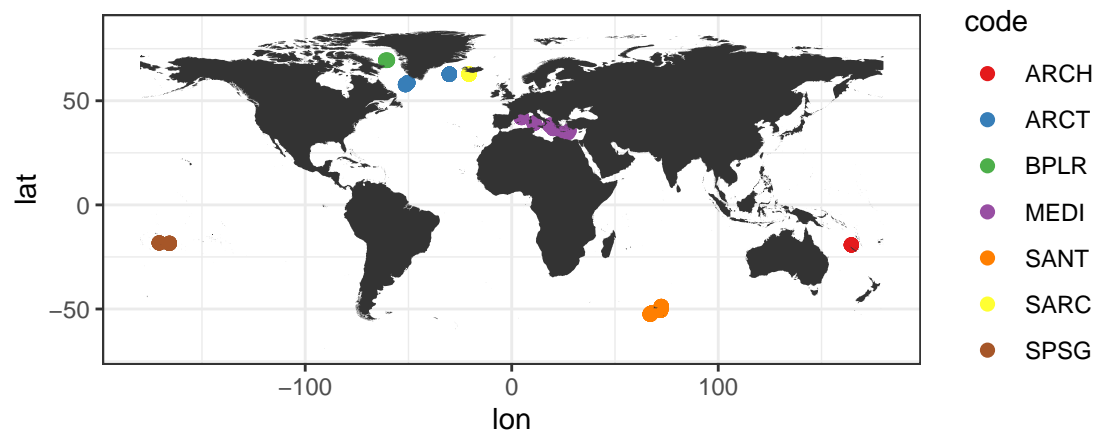 code
ARCH
ARCT
BPLR
MEDI
SANT
SARC
SPSG
lat
50
0
−50
−100
0
100
lon